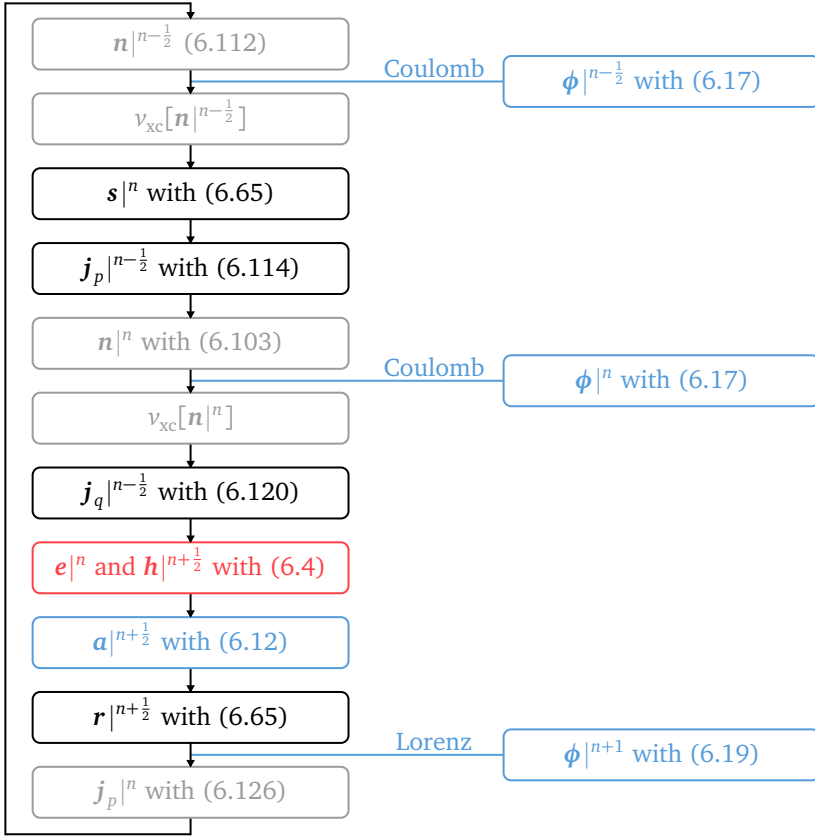 n|^{n−1/2} (6.112)
Coulomb
ϕ|^{n−1/2} with (6.17)
v_xc[n|^{n−1/2}]
s|^n with (6.65)
j_p|^{n−1/2} with (6.114)
n|^n with (6.103)
Coulomb
ϕ|^n with (6.17)
v_xc[n|^n]
j_q|^{n−1/2} with (6.120)
e|^n and h|^{n+1/2} with (6.4)
a|^{n+1/2} with (6.12)
r|^{n+1/2} with (6.65)
Lorenz
ϕ|^{n+1} with (6.19)
j_p|^n with (6.126)